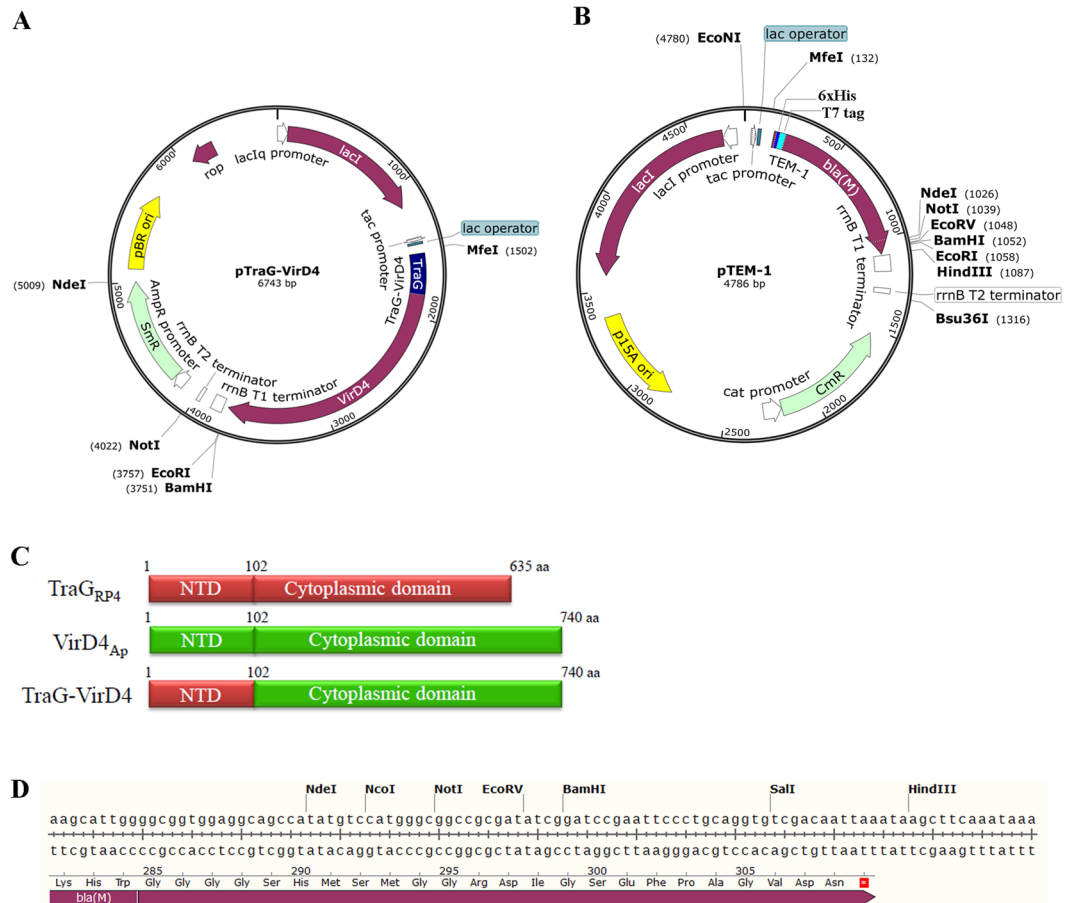 A
lacIq promoter
lacI
1000
tac promoter
lac operator
MfeI (1502)
TraG
TraG-VirD4
2000
VirD4
3000
rrnB T1 terminator
rrnB T2 terminator
4000
NotI (4022)
EcoRI (3757)
BamHI (3751)
AmpR promoter
SmR
5000
NdeI (5009)
pBR ori
6000
rop
pTraG-VirD4
6743 bp
B
EcoNI (4780)
lac operator
MfeI (132)
6xHis
T7 tag
TEM-1
500
bla(M)
NdeI (1026)
NotI (1039)
EcoRV (1048)
BamHI (1052)
EcoRI (1058)
HindIII (1087)
1000
rrnB T1 terminator
rrnB T2 terminator
Bsu36I (1316)
1500
CmR
2000
cat promoter
2500
3000
p15A ori
3500
4000
lacI
4500
lacI promoter
tac promoter
pTEM-1
4786 bp
C
1 102 635 aa
TraGRP4 NTD Cytoplasmic domain
1 102 740 aa
VirD4Ap NTD Cytoplasmic domain
1 102 740 aa
TraG-VirD4 NTD Cytoplasmic domain
D
NdeI NcoI NotI EcoRV BamHI SalI HindIII
aagcattggggcggtggaggcagccatatgtccatgggcggccgcgatatcggatccgaattccctgcaggtgtcgacaattaaataagcttcaaataaa
ttcgtaaccccgccacctccgtcggtatacaggtacccgccggcgctatagcctaggcttaagggacgtccacagctgttaatttattcgaagtttattt
285 290 295 300 305
Lys His Trp Gly Gly Gly Gly Ser His Met Ser Met Gly Gly Arg Asp Ile Gly Ser Glu Phe Pro Ala Gly Val Asp Asn
bla(M)